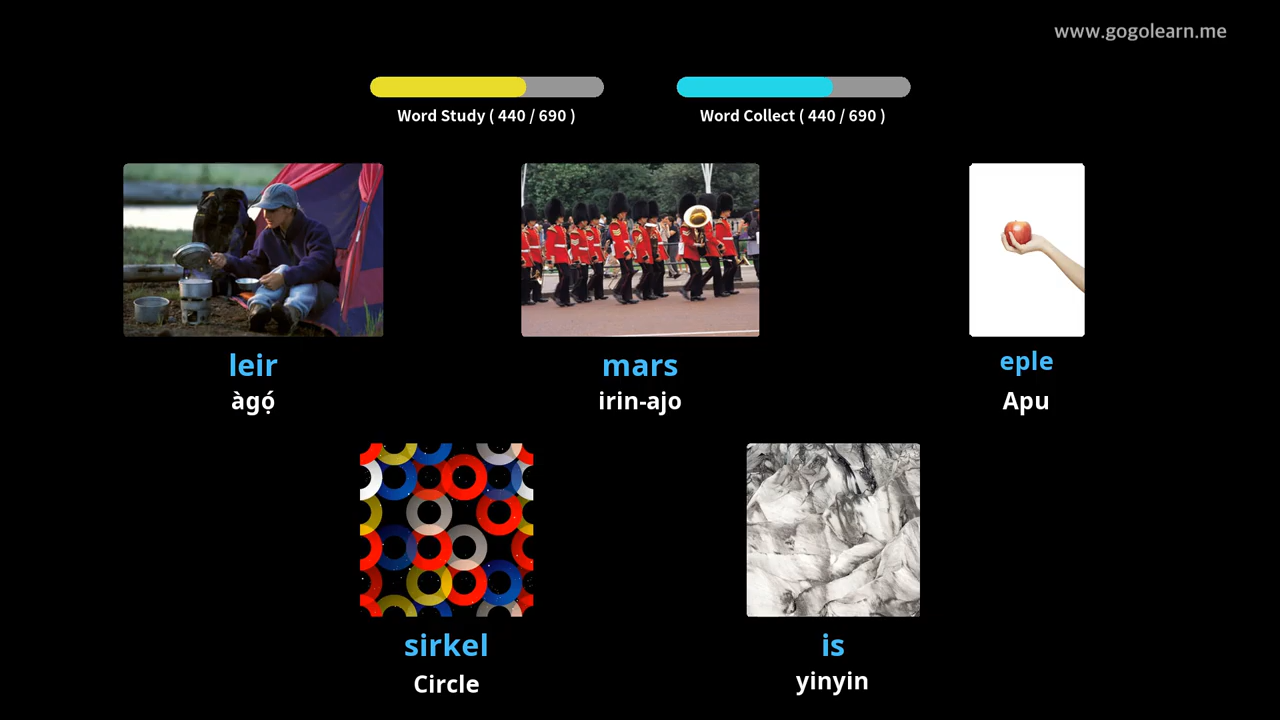 www.gogolearn.me
Word Study ( 440 / 690 )
Word Collect ( 440 / 690 )
leir
àgọ́
mars
irin-ajo
eple
Apu
sirkel
Circle
is
yinyin